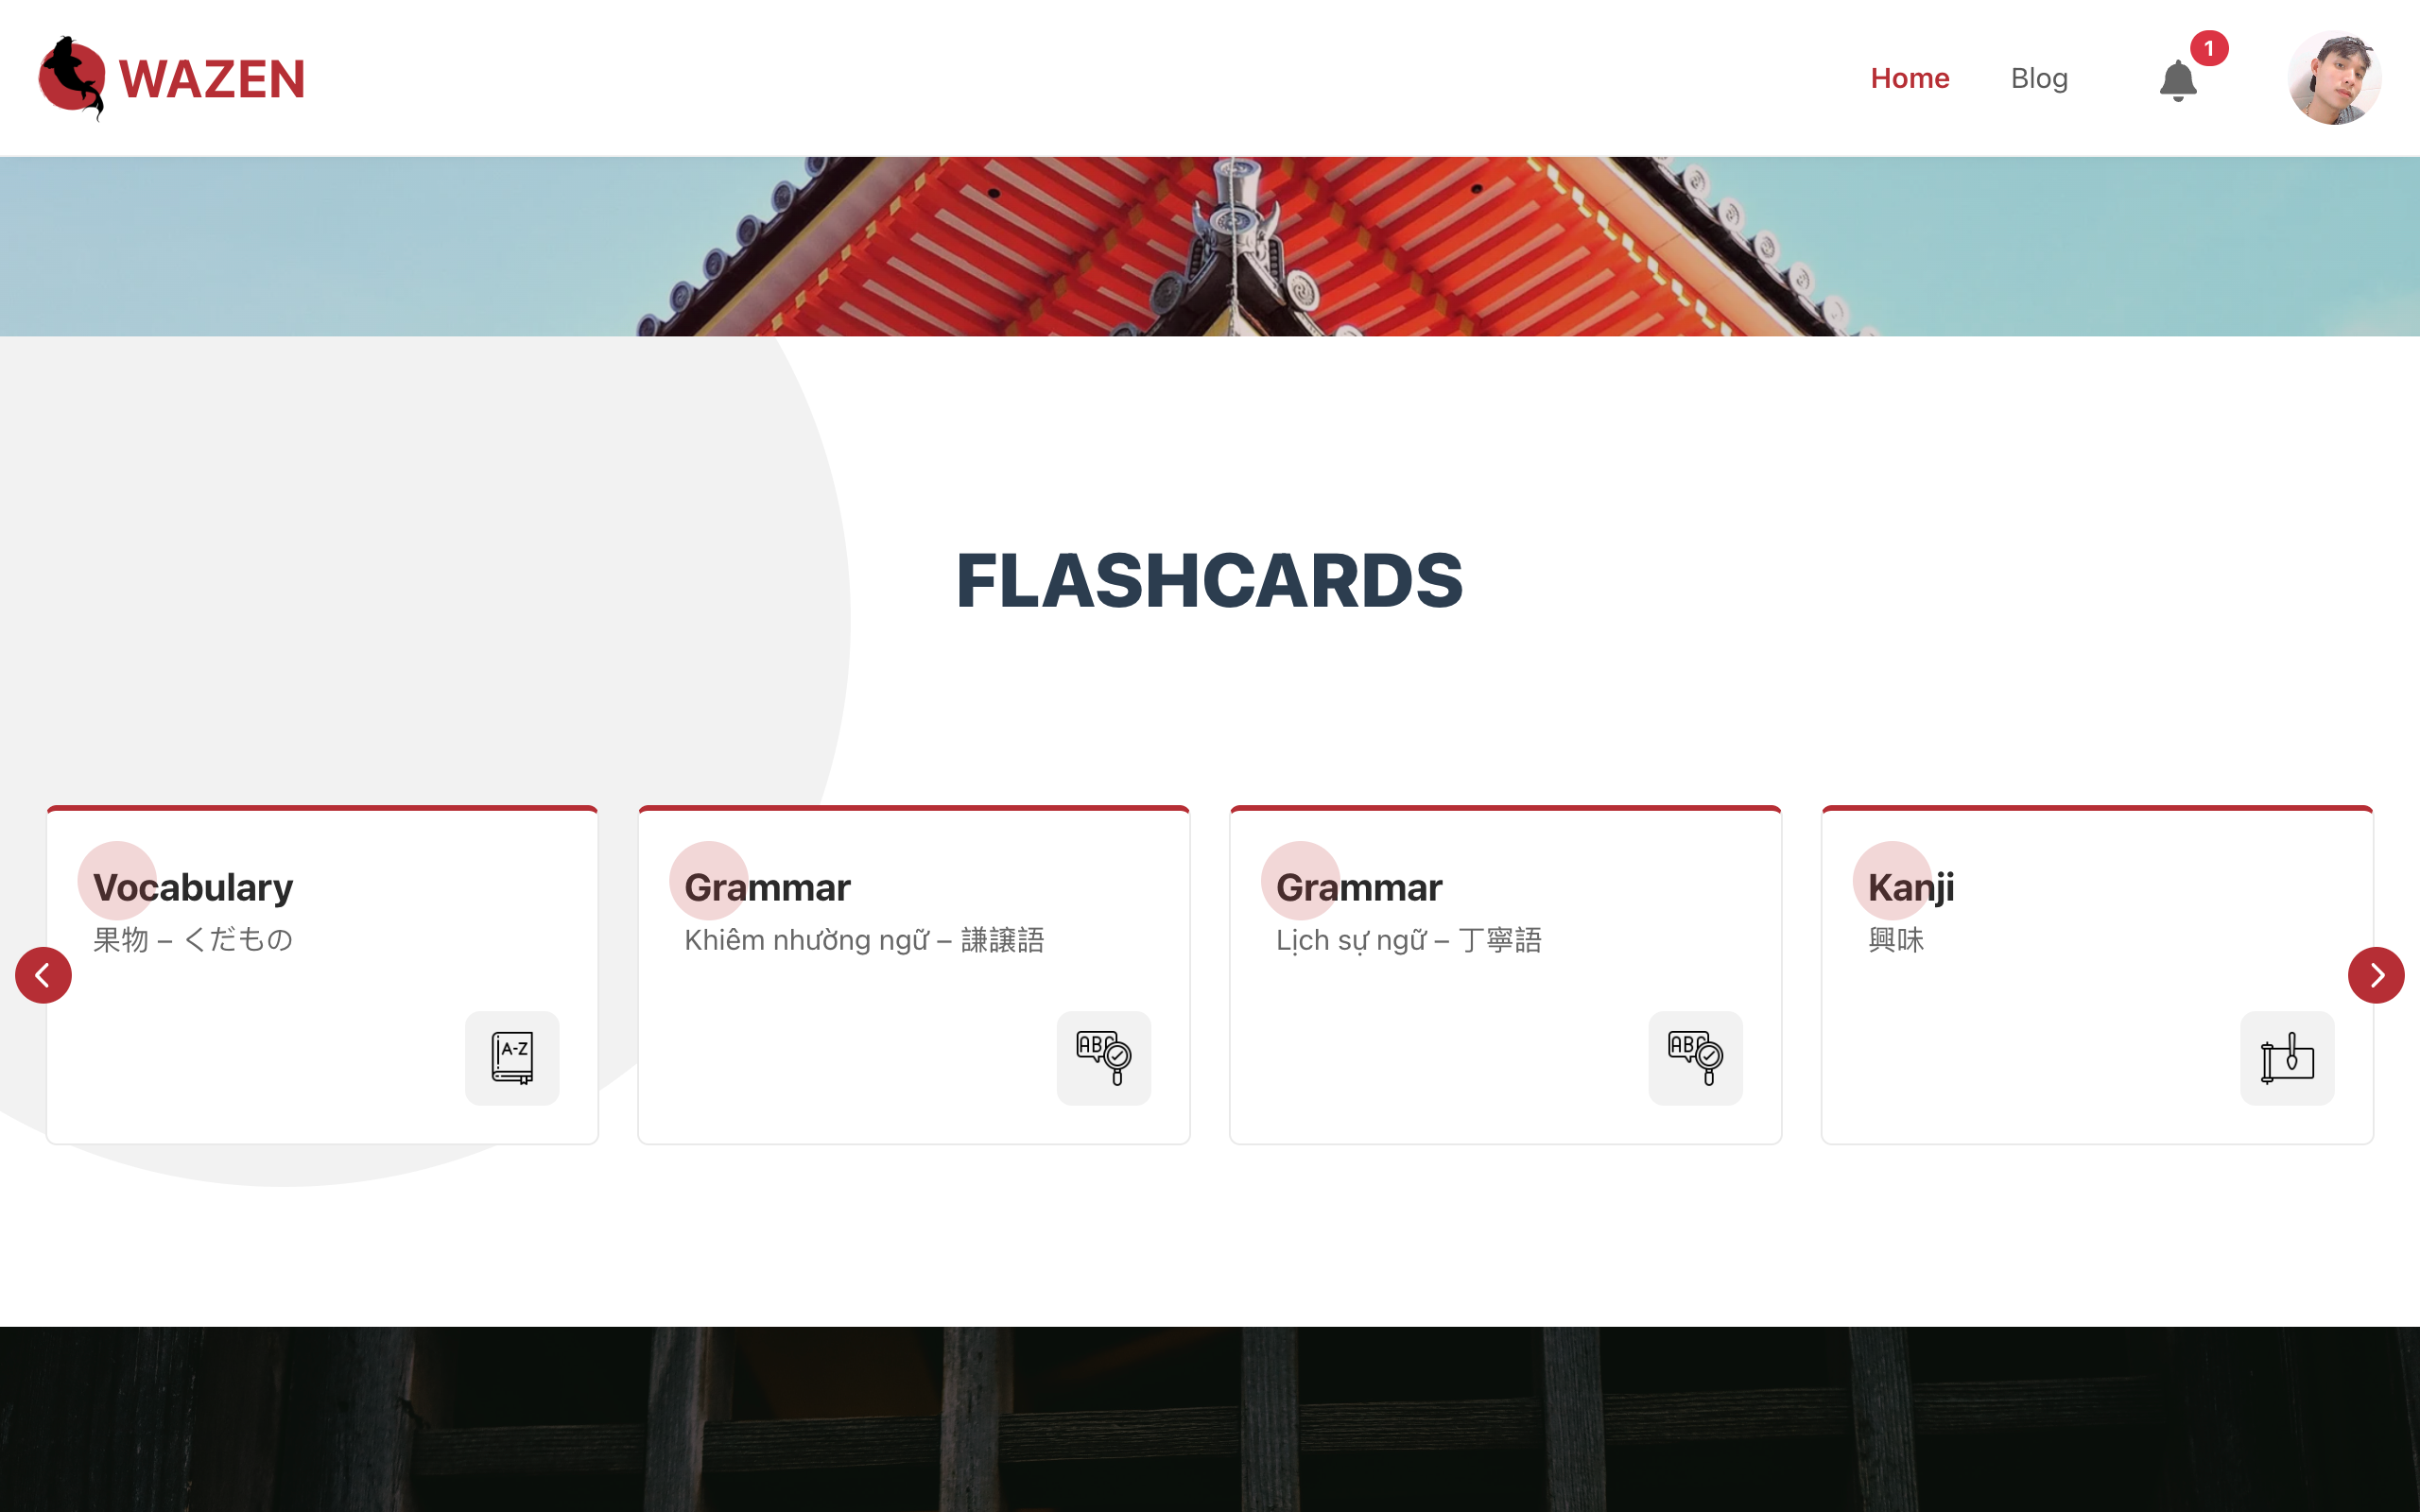 WAZEN
Home
Blog
1
FLASHCARDS
Vocabulary
果物 – くだもの
A-Z
Grammar
Khiêm nhường ngữ – 謙譲語
ABC
Grammar
Lịch sự ngữ – 丁寧語
ABC
Kanji
興味